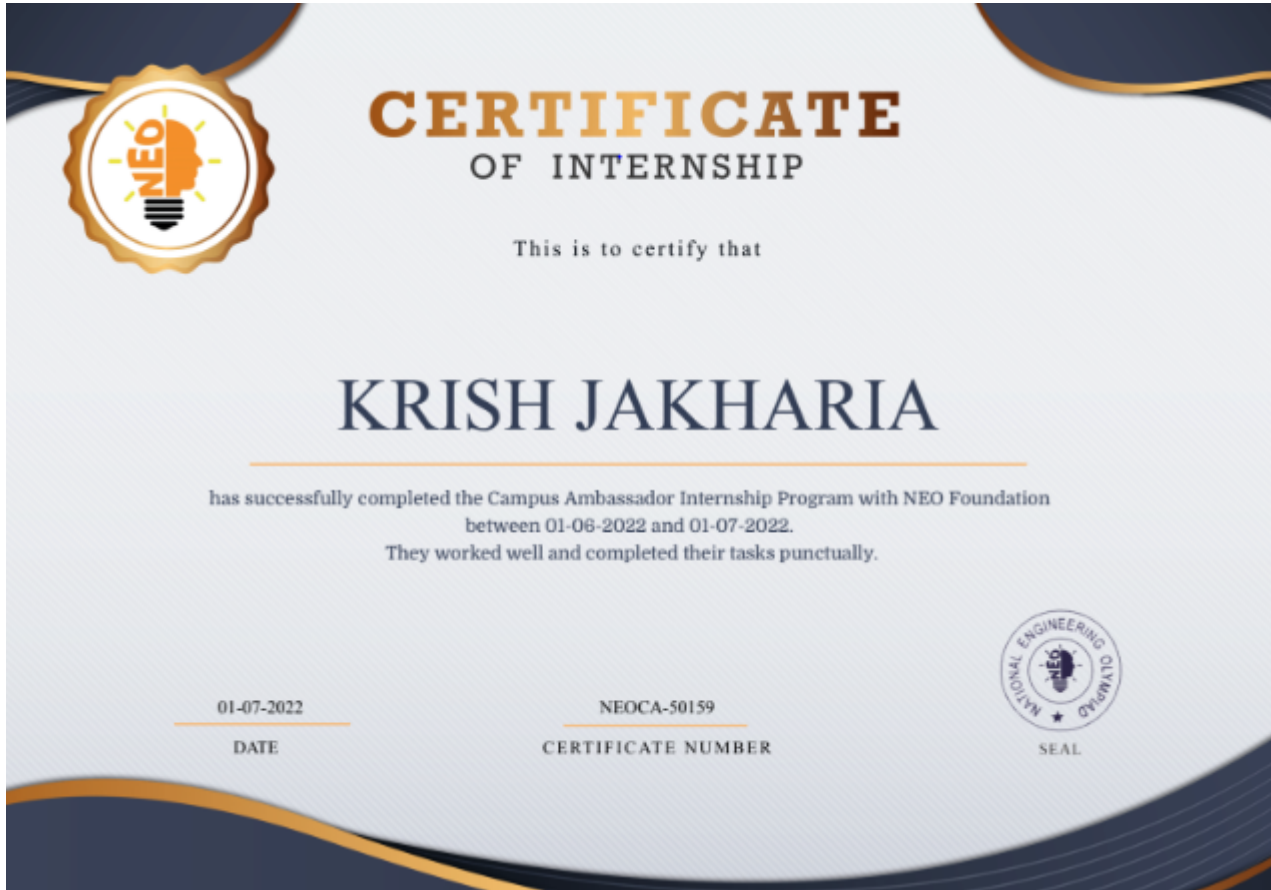 NEO
CERTIFICATE
OF INTERNSHIP
This is to certify that
KRISH JAKHARIA
has successfully completed the Campus Ambassador Internship Program with NEO Foundation
between 01-06-2022 and 01-07-2022.
They worked well and completed their tasks punctually.
01-07-2022
DATE
NEOCA-50159
CERTIFICATE NUMBER
NATIONAL ENGINEERING OLYMPIAD
NEO
SEAL